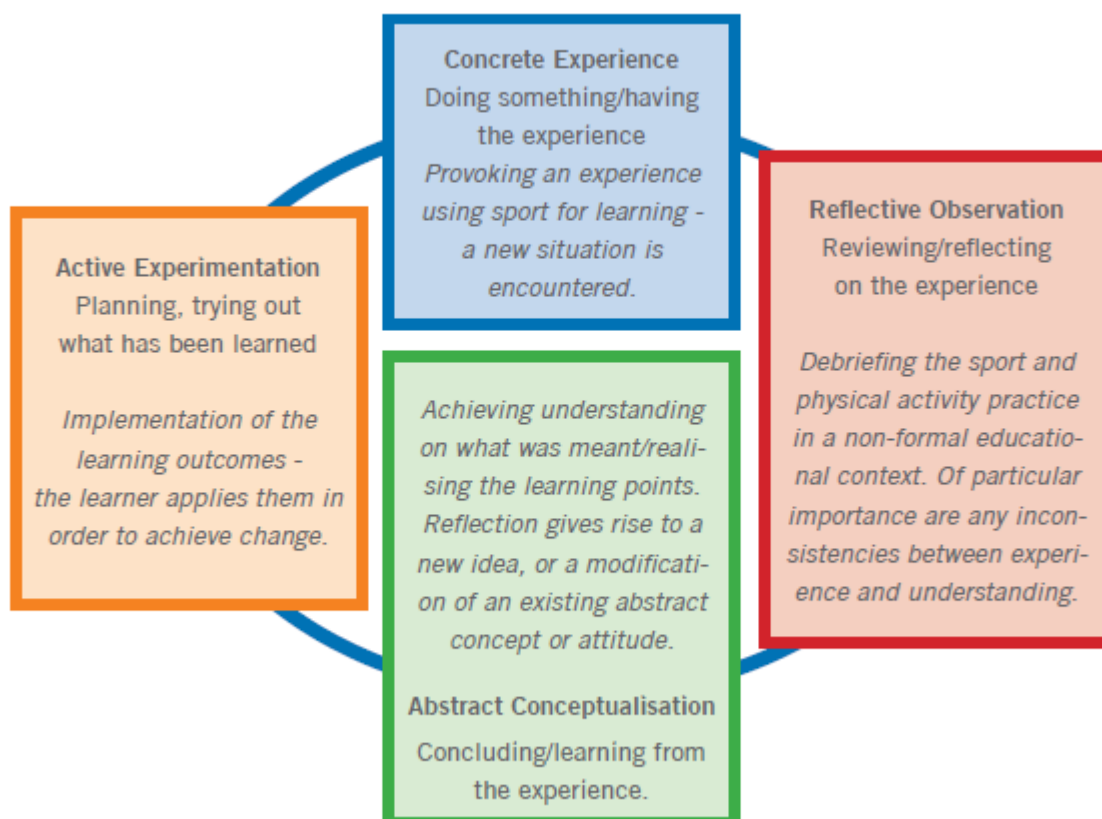 Concrete Experience
Doing something/having
the experience
Provoking an experience
using sport for learning -
a new situation is
encountered.
Reflective Observation
Reviewing/reflecting
on the experience
Debriefing the sport and
physical activity practice
in a non-formal educatio-
nal context. Of particular
importance are any incon-
sistencies between experi-
ence and understanding.
Active Experimentation
Planning, trying out
what has been learned
Implementation of the
learning outcomes -
the learner applies them in
order to achieve change.
Achieving understanding
on what was meant/reali-
sing the learning points.
Reflection gives rise to a
new idea, or a modificati-
on of an existing abstract
concept or attitude.
Abstract Conceptualisation
Concluding/learning from
the experience.